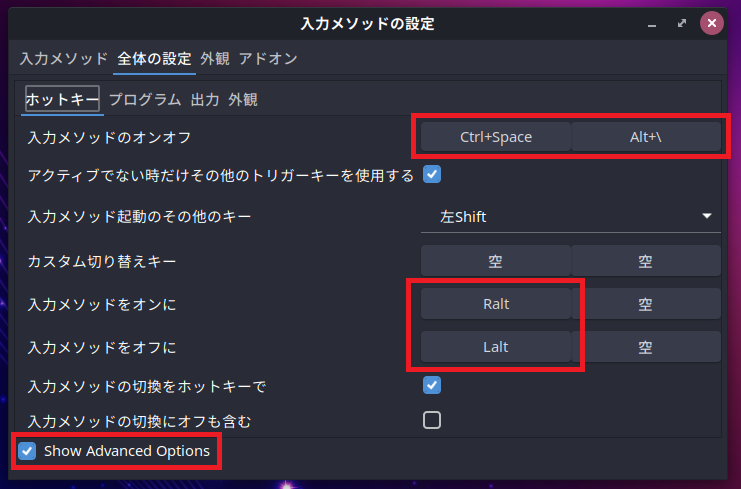 入力メソッドの設定
入力メソッド 全体の設定 外観 アドオン
ホットキー プログラム 出力 外観
入力メソッドのオンオフ Ctrl+Space Alt+\
アクティブでない時だけその他のトリガーキーを使用する
入力メソッド起動のその他のキー 左Shift
カスタム切り替えキー 空 空
入力メソッドをオンに Ralt 空
入力メソッドをオフに Lalt 空
入力メソッドの切換をホットキーで
入力メソッドの切換にオフも含む
Show Advanced Options